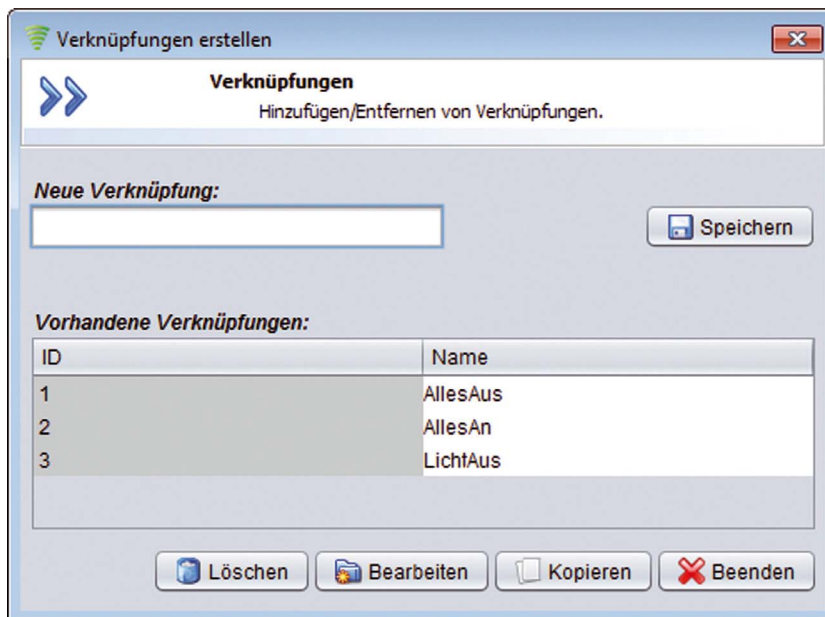 Verknüpfungen erstellen
Verknüpfungen
Hinzufügen/Entfernen von Verknüpfungen.
Neue Verknüpfung:
Speichern
Vorhandene Verknüpfungen:
ID Name
1 AllesAus
2 AllesAn
3 LichtAus
Löschen Bearbeiten Kopieren Beenden